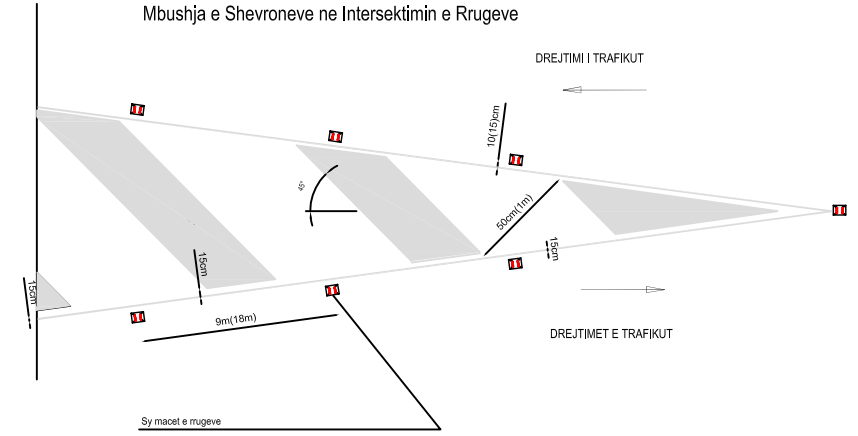 Mbushja e Shevroneve ne Intersektimin e Rrugeve
DREJTIMI I TRAFIKUT
10(15)cm
45°
50cm(1m)
15cm
15cm
15cm
9m(18m)
DREJTIMET E TRAFIKUT
Sy macet e rrugeve